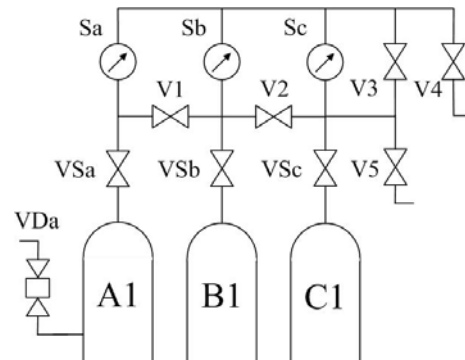 Sa Sb Sc
V1 V2 V3 V4
VSa VSb VSc V5
VDa
A1 B1 C1